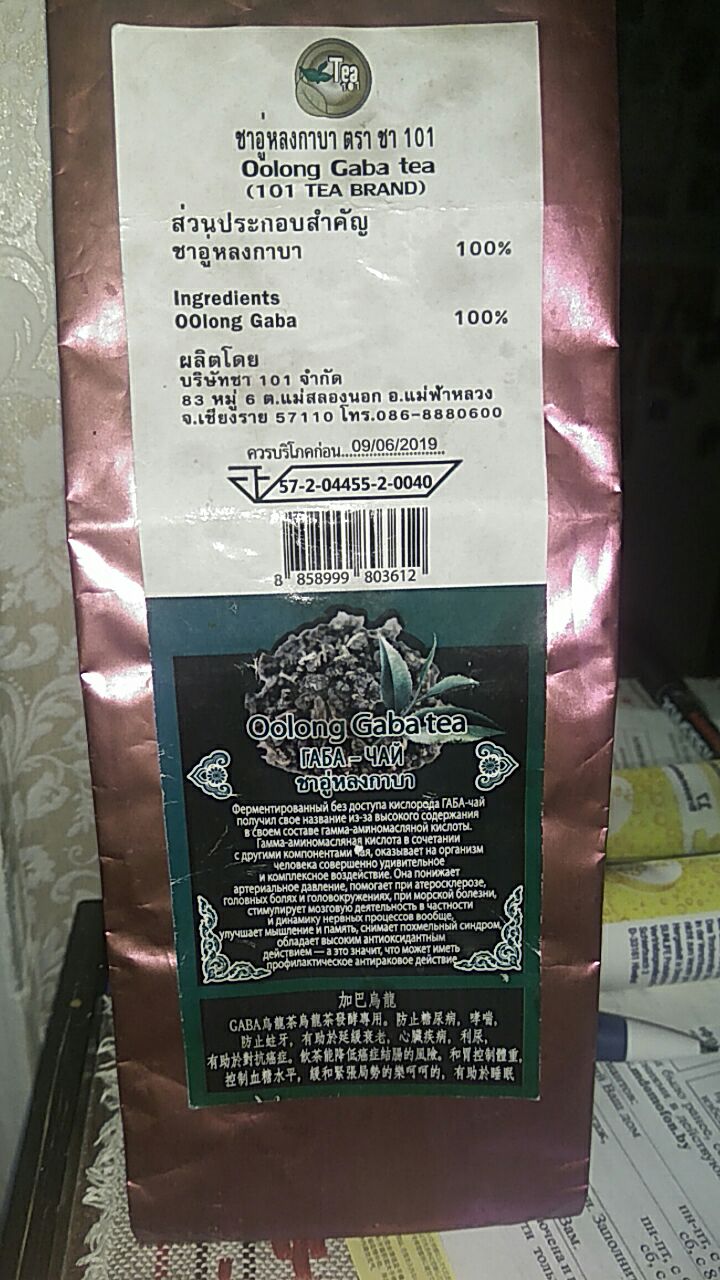 Tea
101
ชาอู่หลงกาบา ตรา ชา 101
Oolong Gaba tea
(101 TEA BRAND)
ส่วนประกอบสำคัญ
ชาอู่หลงกาบา 100%
Ingredients
OOlong Gaba 100%
ผลิตโดย
บริษัทชา 101 จำกัด
83 หมู่ 6 ต.แม่สลองนอก อ.แม่ฟ้าหลวง
จ.เชียงราย 57110 โทร.086-8880600
ควรบริโภคก่อน....09/06/2019
57-2-04455-2-0040
8 858999 803612
Oolong Gaba tea
ГАБА – ЧАЙ
ชาอู่หลงกาบา
Ферментированный без доступа кислорода ГАБА-чай
получил свое название из-за высокого содержания
в своем составе гамма-аминомасляной кислоты.
Гамма-аминомасляная кислота в сочетании
с другими компонентами чая, оказывает на организм
человека совершенно удивительное
и комплексное воздействие. Она понижает
артериальное давление, помогает при атеросклерозе,
головных болях и головокружениях, при морской болезни,
стимулирует мозговую деятельность в частности
и динамику нервных процессов вообще,
улучшает мышление и память, снимает похмельный синдром,
обладает высоким антиоксидантным
действием — а это значит, что может иметь
профилактическое антираковое действие
加巴烏龍
GABA烏龍茶烏龍茶發酵專用。防止糖尿病，哮喘，
防止蛀牙，有助於延緩衰老，心臟疾病，利尿，
有助於對抗癌症。飲茶能降低癌症結腸的風險。和胃控制體重，
控制血糖水平，緩和緊張局勢的樂呵呵的，有助於睡眠